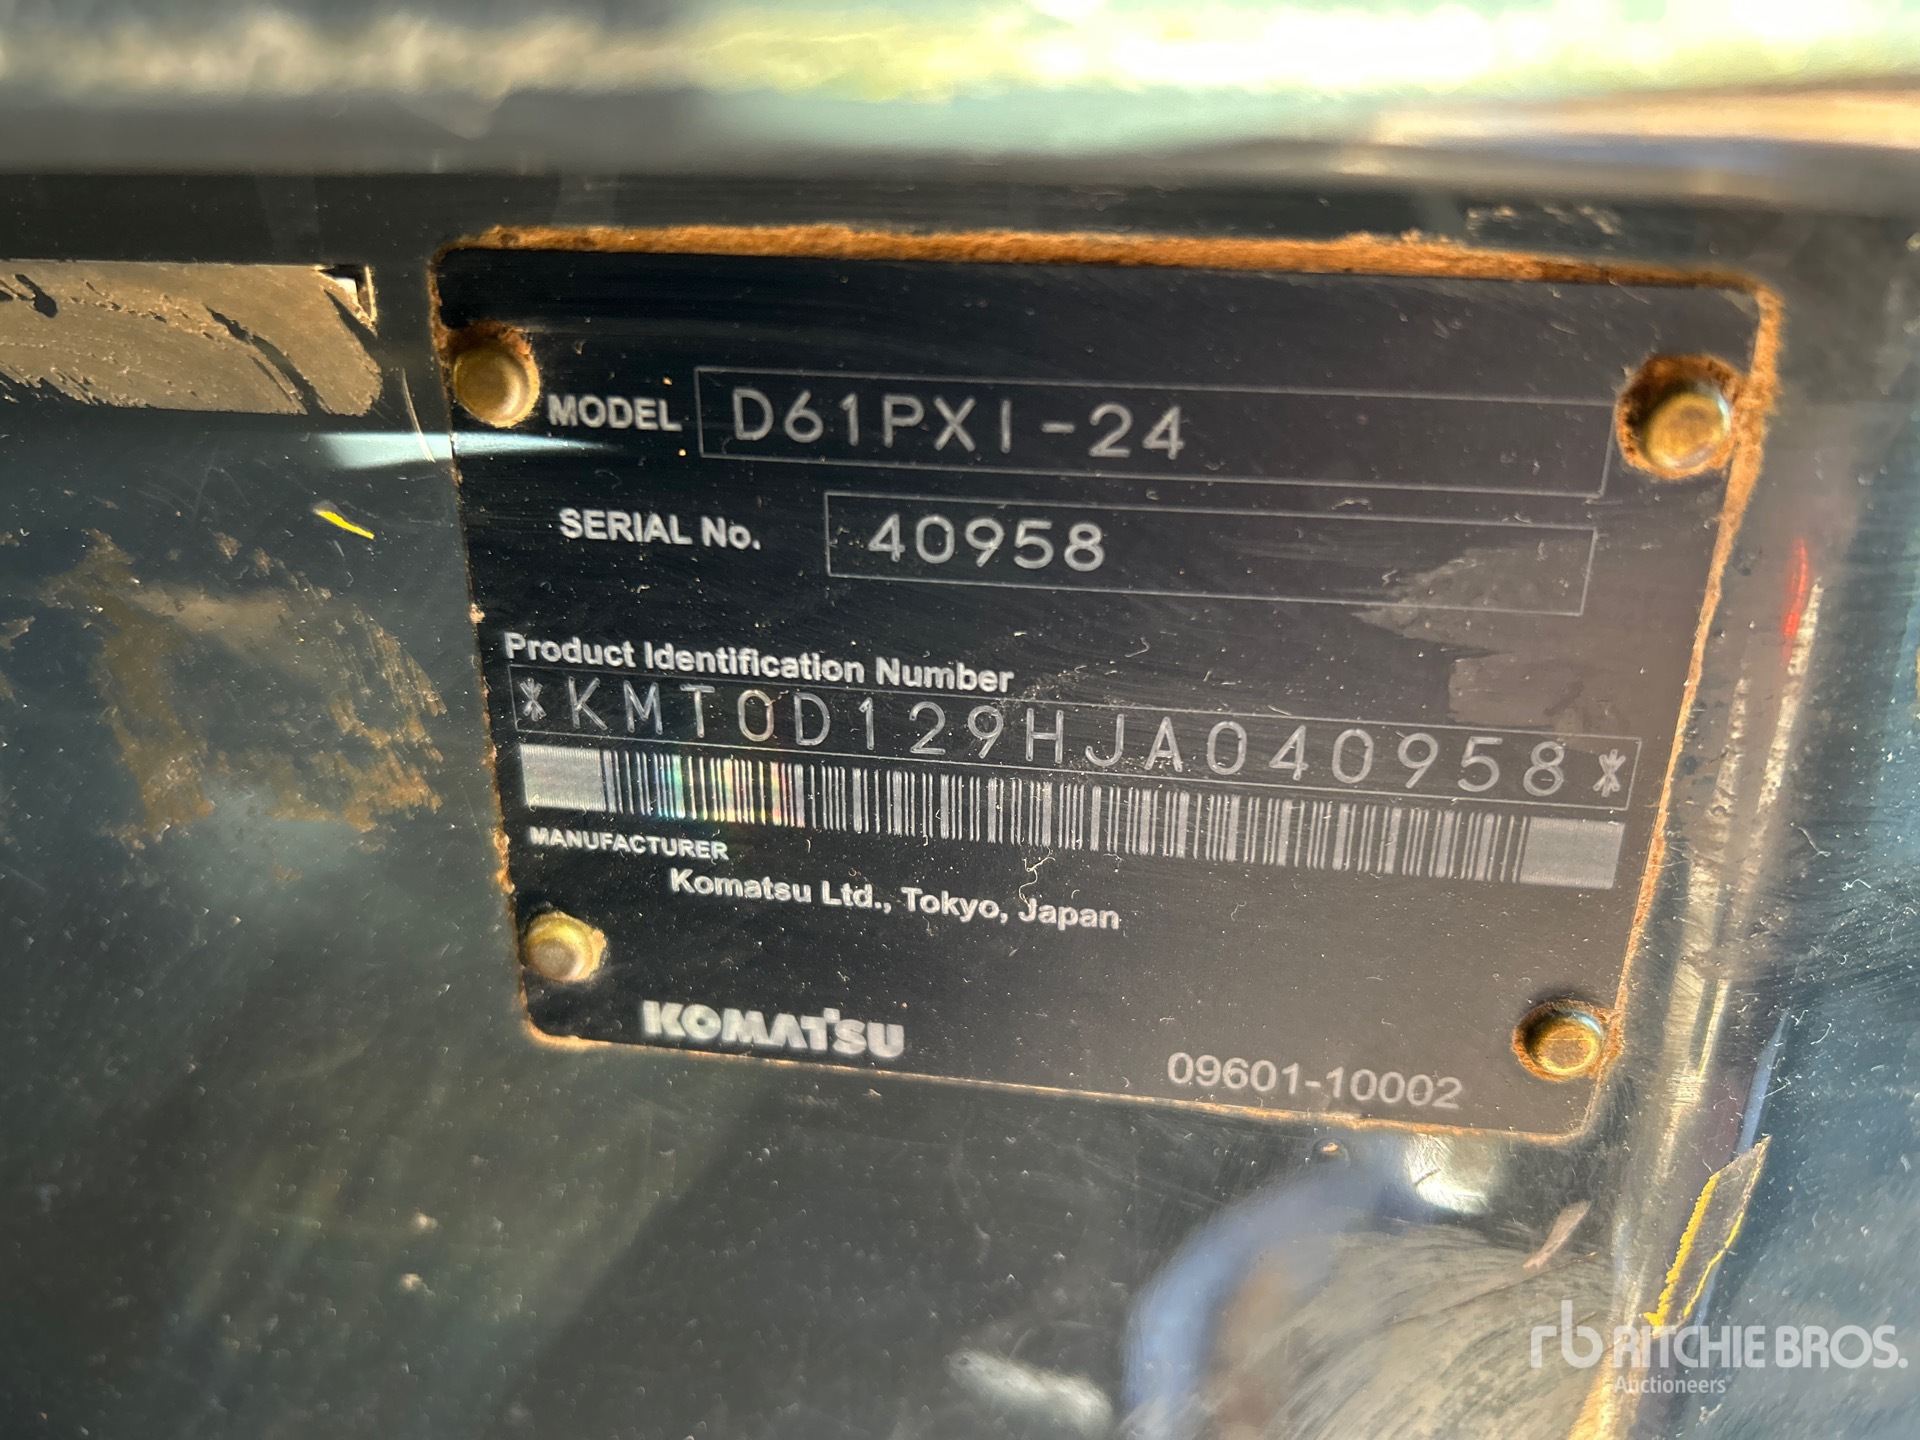 MODEL D61PXI-24
SERIAL No. 40958
Product Identification Number
*KMT0D129HJA040958*
MANUFACTURER
Komatsu Ltd., Tokyo, Japan
KOMATSU
09601-10002
rb RITCHIE BROS.
Auctioneers